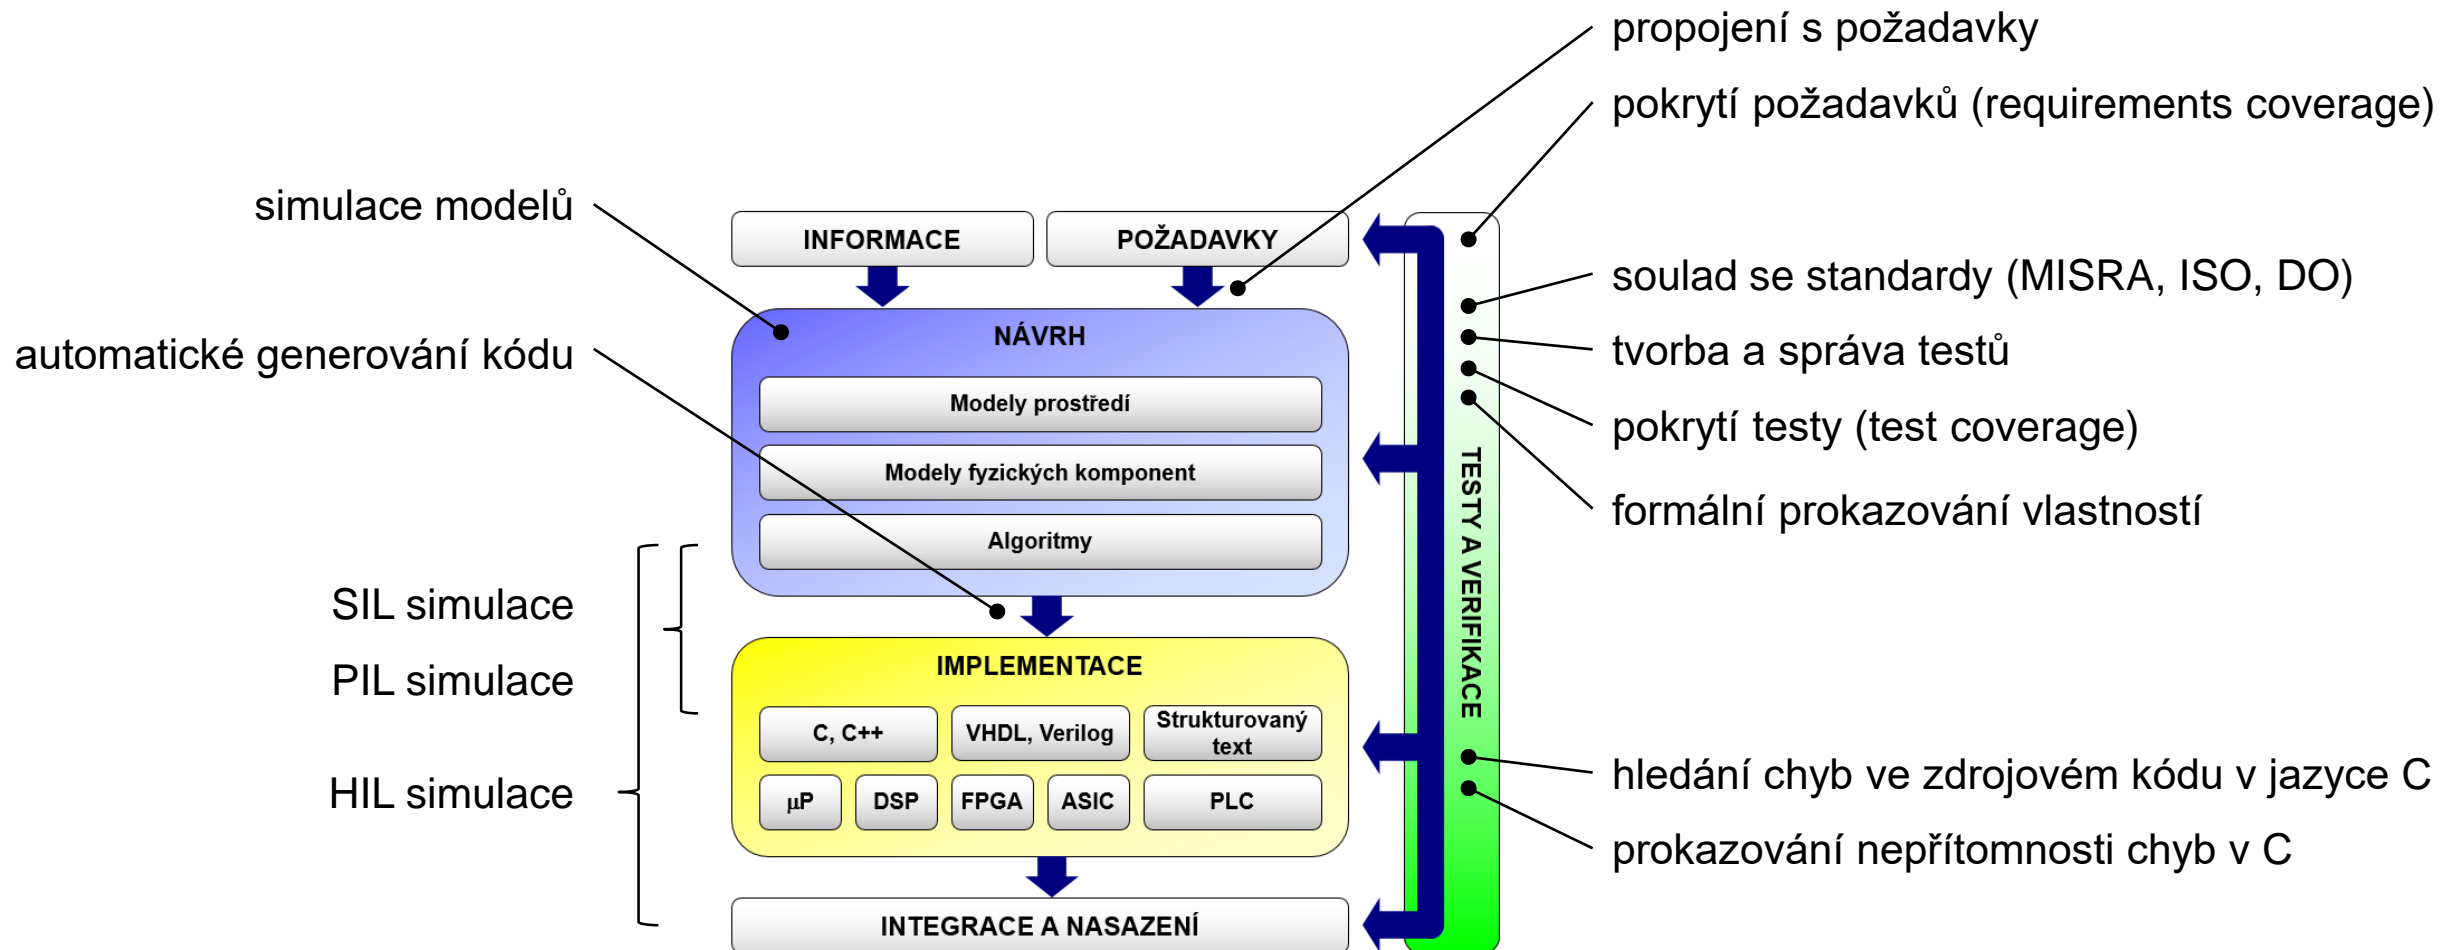 propojení s požadavky
pokrytí požadavků (requirements coverage)
simulace modelů
INFORMACE
POŽADAVKY
soulad se standardy (MISRA, ISO, DO)
NÁVRH
automatické generování kódu
tvorba a správa testů
Modely prostředí
pokrytí testy (test coverage)
Modely fyzických komponent
formální prokazování vlastností
Algoritmy
TESTY A VERIFIKACE
SIL simulace
PIL simulace
IMPLEMENTACE
C, C++
VHDL, Verilog
Strukturovaný
text
HIL simulace
µP
DSP
FPGA
ASIC
PLC
hledání chyb ve zdrojovém kódu v jazyce C
prokazování nepřítomnosti chyb v C
INTEGRACE A NASAZENÍ